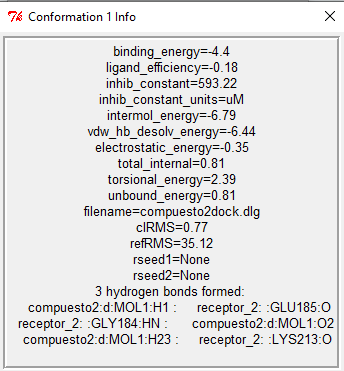 Conformation 1 Info
binding_energy=-4.4
ligand_efficiency=-0.18
inhib_constant=593.22
inhib_constant_units=uM
intermol_energy=-6.79
vdw_hb_desolv_energy=-6.44
electrostatic_energy=-0.35
total_internal=0.81
torsional_energy=2.39
unbound_energy=0.81
filename=compuesto2dock.dlg
clRMS=0.77
refRMS=35.12
rseed1=None
rseed2=None
3 hydrogen bonds formed:
compuesto2:d:MOL1:H1 : receptor_2: :GLU185:O
receptor_2: :GLY184:HN : compuesto2:d:MOL1:O2
compuesto2:d:MOL1:H23 : receptor_2: :LYS213:O